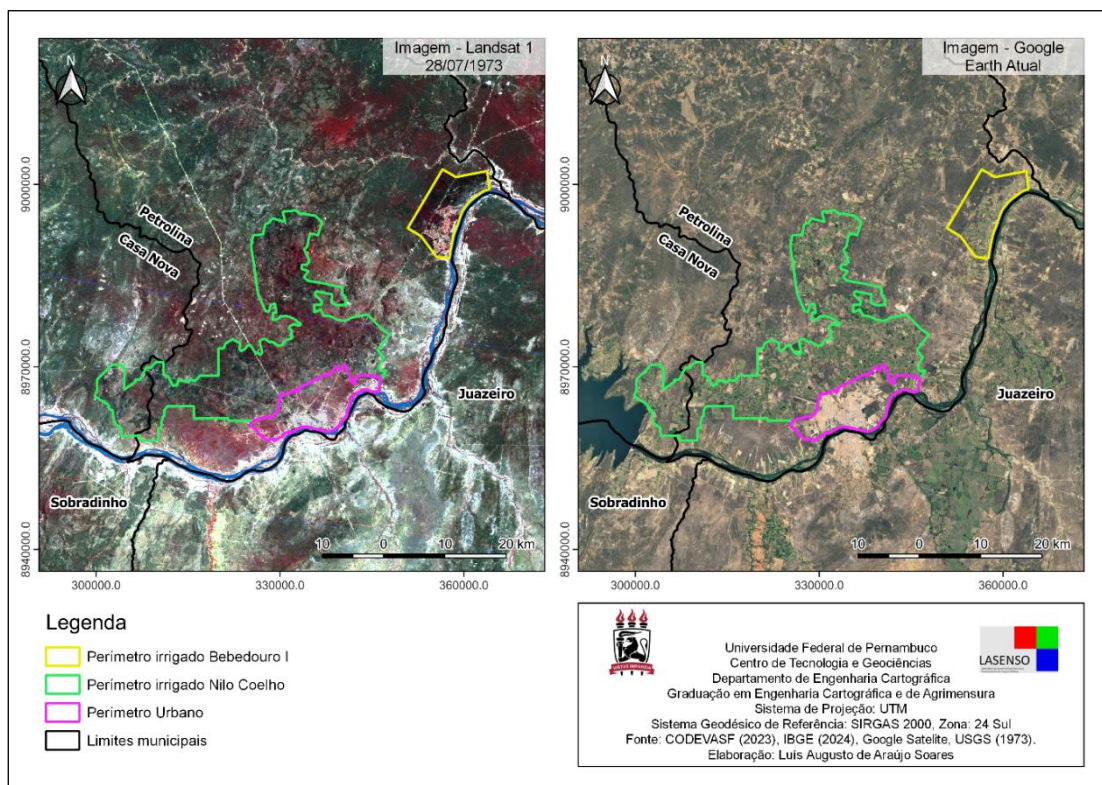 Imagem - Landsat 1
28/07/1973
N
Petrolina
Casa Nova
Juazeiro
Sobradinho
10 0 10 20 km
9000000.0
8970000.0
8940000.0
300000.0 330000.0 360000.0
Imagem - Google
Earth Atual
N
Petrolina
Casa Nova
Juazeiro
Sobradinho
10 0 10 20 km
9000000.0
8970000.0
8940000.0
300000.0 330000.0 360000.0
Legenda
Perímetro irrigado Bebedouro I
Perímetro irrigado Nilo Coelho
Perímetro Urbano
Limites municipais
Universidade Federal de Pernambuco
Centro de Tecnologia e Geociências
Departamento de Engenharia Cartográfica
Graduação em Engenharia Cartográfica e de Agrimensura
Sistema de Projeção: UTM
Sistema Geodésico de Referência: SIRGAS 2000, Zona: 24 Sul
Fonte: CODEVASF (2023), IBGE (2024), Google Satelite, USGS (1973).
Elaboração: Luís Augusto de Araújo Soares
LASENSO